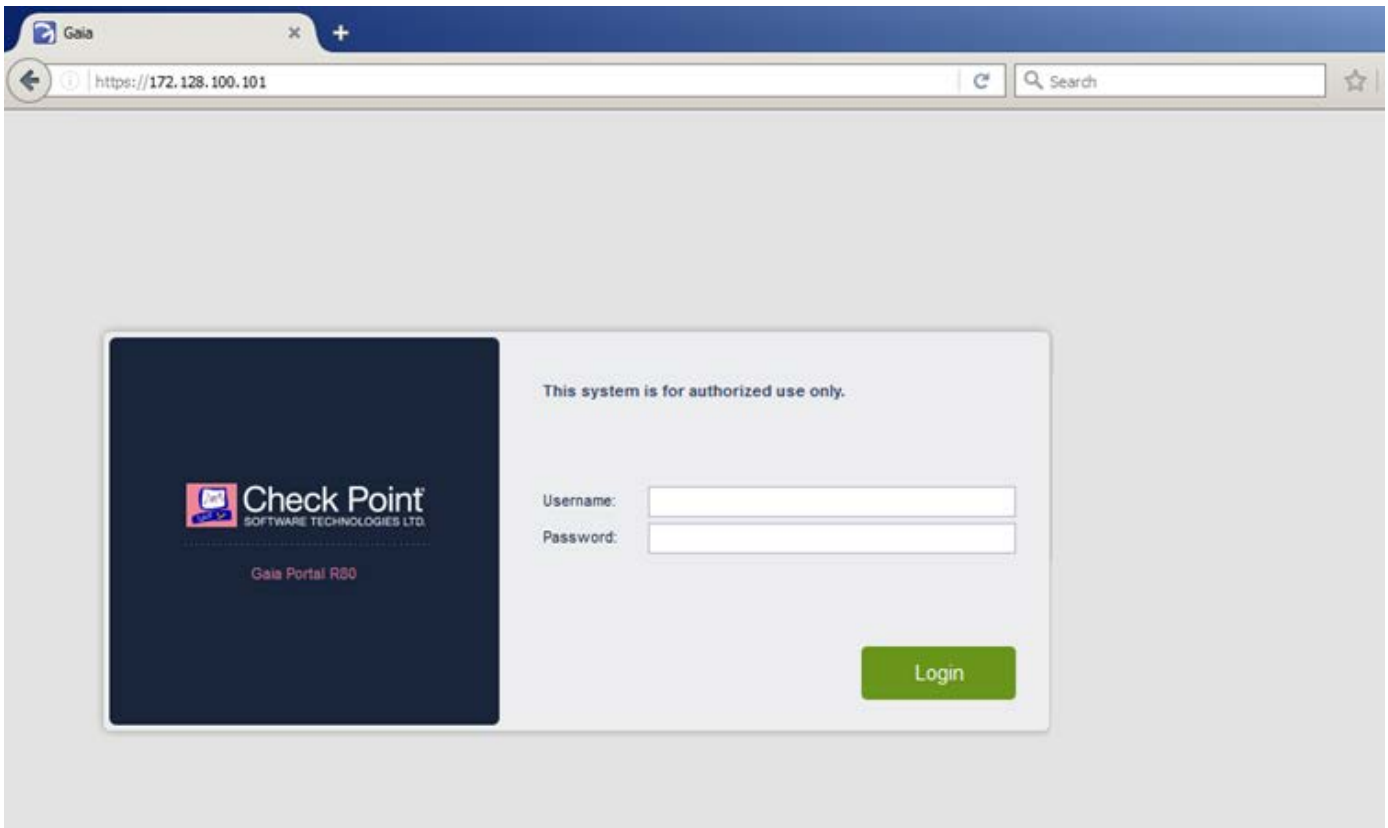 Gaia
https://172.128.100.101
Search
This system is for authorized use only.
Check Point
SOFTWARE TECHNOLOGIES LTD.
Gaia Portal R80
Username:
Password:
Login